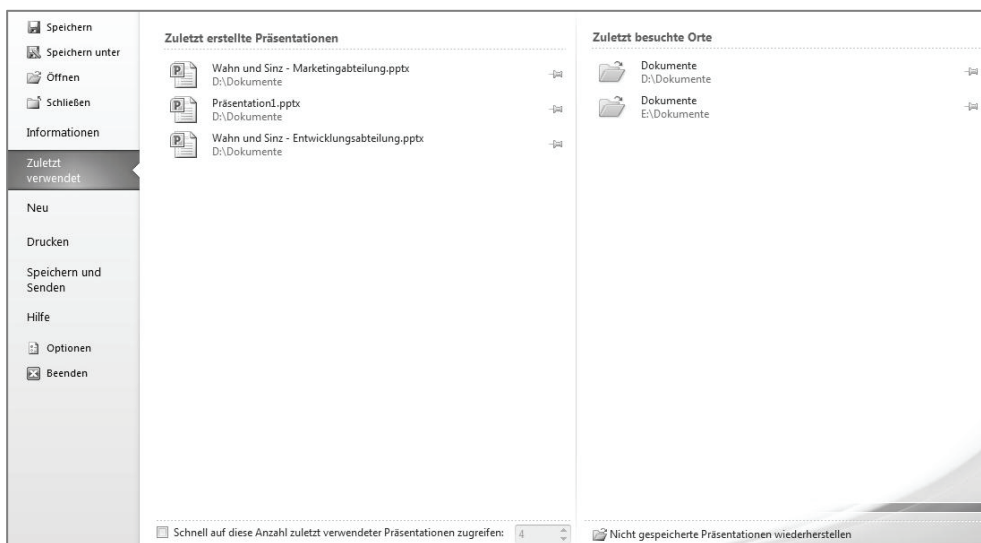 Speichern
Speichern unter
Öffnen
Schließen
Informationen
Zuletzt
verwendet
Neu
Drucken
Speichern und
Senden
Hilfe
Optionen
Beenden
Zuletzt erstellte Präsentationen
Wahn und Sinz - Marketingabteilung.pptx
D:\Dokumente
Präsentation1.pptx
D:\Dokumente
Wahn und Sinz - Entwicklungsabteilung.pptx
D:\Dokumente
Schnell auf diese Anzahl zuletzt verwendeter Präsentationen zugreifen: 4
Zuletzt besuchte Orte
Dokumente
D:\Dokumente
Dokumente
E:\Dokumente
Nicht gespeicherte Präsentationen wiederherstellen